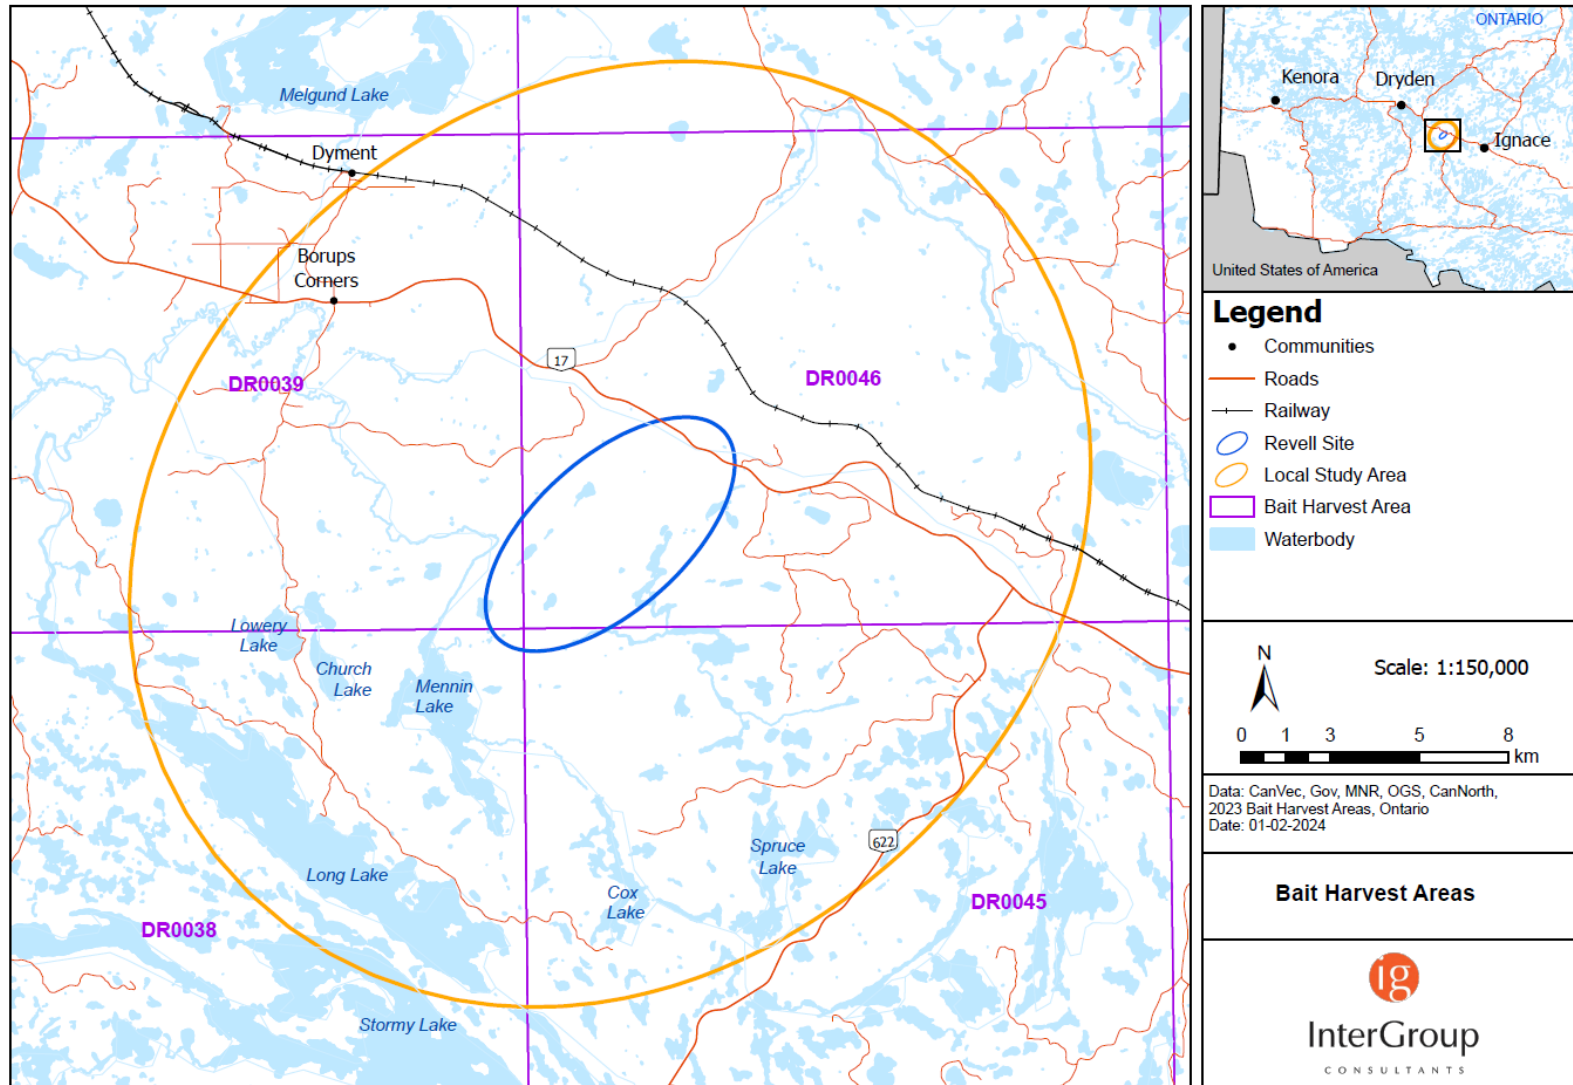 Melgund Lake
Dyment
Borups
Corners
17
DR0039
DR0046
Lowery
Lake
Church
Lake
Mennin
Lake
Long Lake
Spruce
Lake
622
Cox
Lake
DR0045
DR0038
Stormy Lake
ONTARIO
Kenora
Dryden
Ignace
United States of America
Legend
Communities
Roads
Railway
Revell Site
Local Study Area
Bait Harvest Area
Waterbody
N
Scale: 1:150,000
0 1 3 5 8
km
Data: CanVec, Gov, MNR, OGS, CanNorth,
2023 Bait Harvest Areas, Ontario
Date: 01-02-2024
Bait Harvest Areas
ig
InterGroup
CONSULTANTS